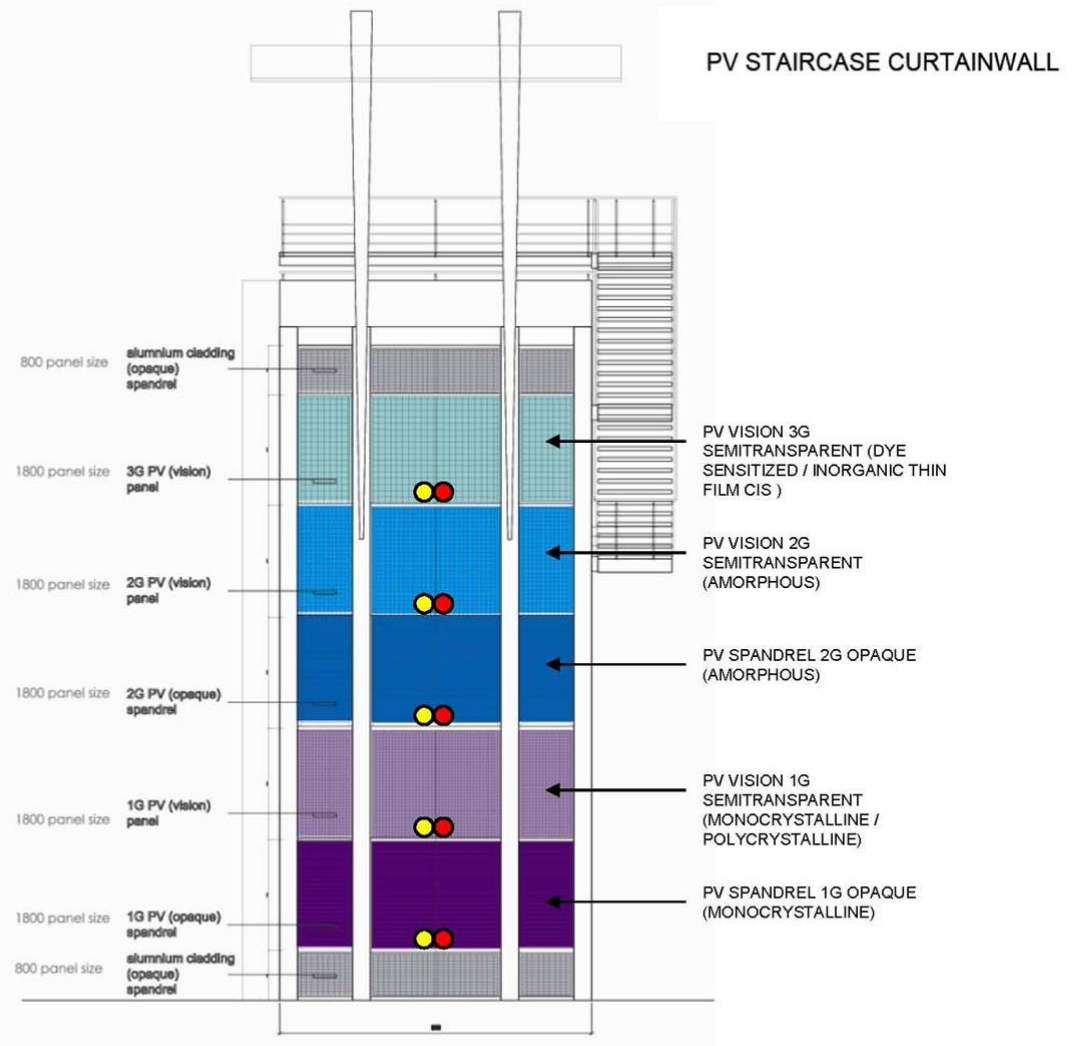 PV STAIRCASE CURTAINWALL
800 panel size
alumnium cladding
(opaque)
spandrel
1800 panel size
3G PV (vision)
panel
PV VISION 3G
SEMITRANSPARENT (DYE
SENSITIZED / INORGANIC THIN
FILM CIS )
1800 panel size
2G PV (vision)
panel
PV VISION 2G
SEMITRANSPARENT
(AMORPHOUS)
1800 panel size
2G PV (opaque)
spandrel
PV SPANDREL 2G OPAQUE
(AMORPHOUS)
1800 panel size
1G PV (vision)
panel
PV VISION 1G
SEMITRANSPARENT
(MONOCRYSTALLINE /
POLYCRYSTALLINE)
1800 panel size
1G PV (opaque)
spandrel
PV SPANDREL 1G OPAQUE
(MONOCRYSTALLINE)
800 panel size
alumnium cladding
(opaque)
spandrel